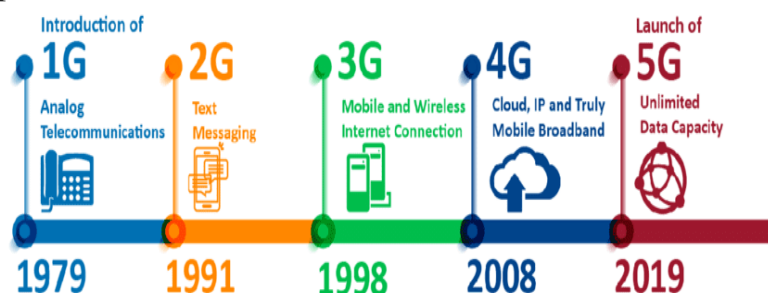 Introduction of
1G
Analog
Telecommunications
1979
2G
Text
Messaging
1991
3G
Mobile and Wireless
Internet Connection
1998
4G
Cloud, IP and Truly
Mobile Broadband
2008
Launch of
5G
Unlimited
Data Capacity
2019